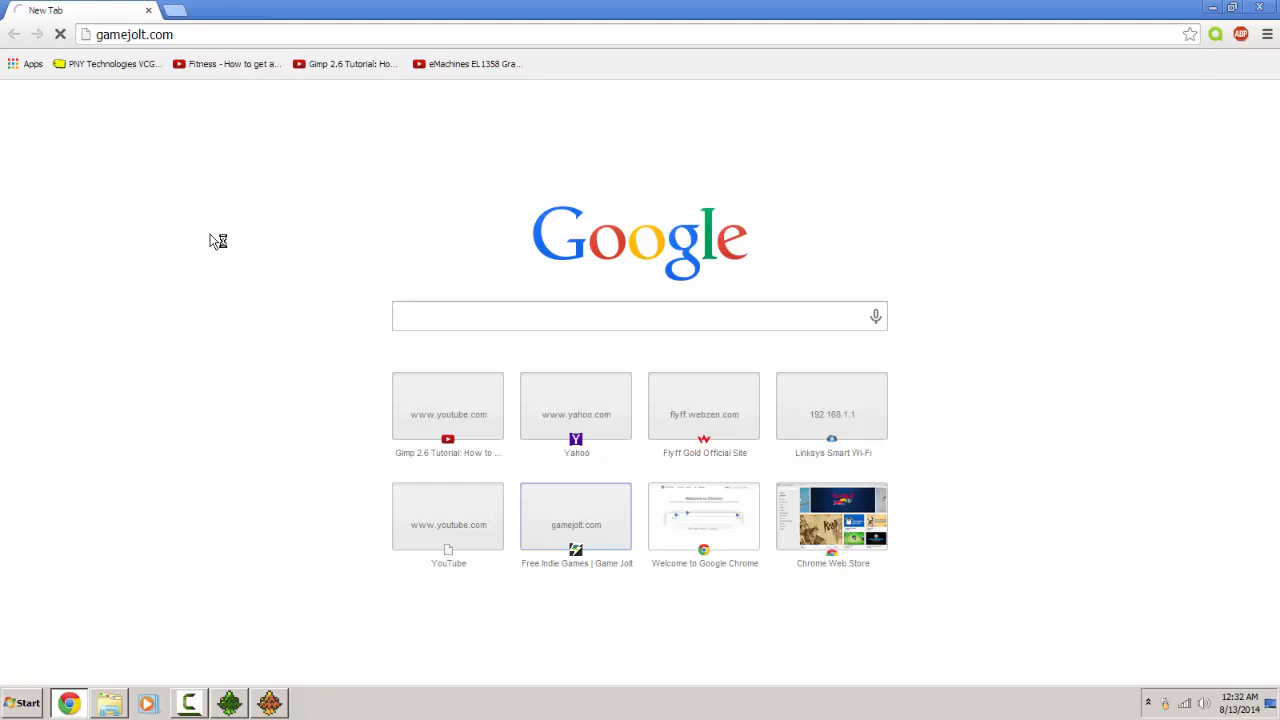 New Tab
gamejolt.com
ABP
Apps PNY Technologies VCG... Fitness - How to get a... Gimp 2.6 Tutorial: Ho... eMachines EL1358 Gra...
Google
www.youtube.com www.yahoo.com flyff.webzen.com 192.168.1.1
Gimp 2.6 Tutorial: How to ... Yahoo Flyff Gold Official Site Linksys Smart Wi-Fi
www.youtube.com gamejolt.com
YouTube Free Indie Games | Game Jolt Welcome to Google Chrome Chrome Web Store
Start
12:32 AM
8/13/2014